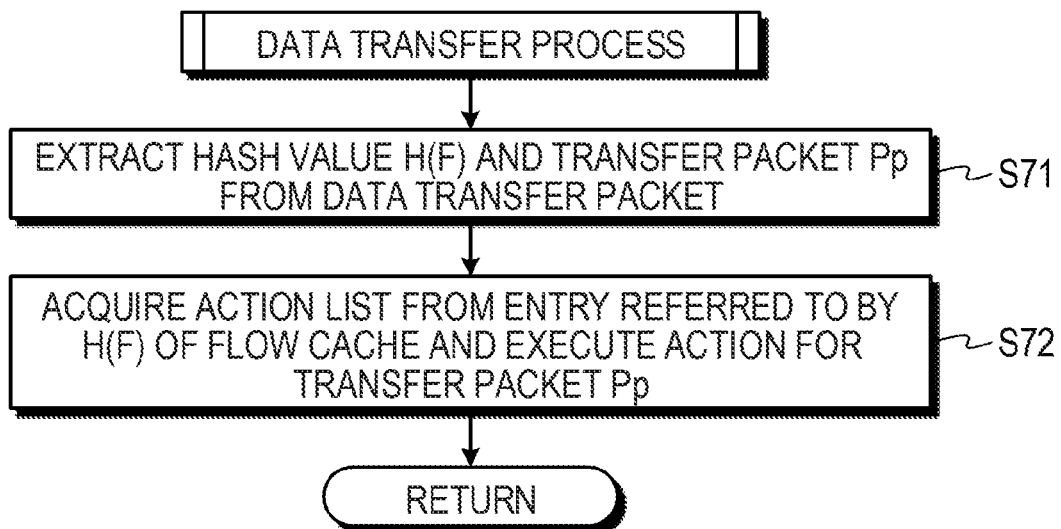 DATA TRANSFER PROCESS
EXTRACT HASH VALUE H(F) AND TRANSFER PACKET Pp
FROM DATA TRANSFER PACKET
S71
ACQUIRE ACTION LIST FROM ENTRY REFERRED TO BY
H(F) OF FLOW CACHE AND EXECUTE ACTION FOR
TRANSFER PACKET Pp
S72
RETURN